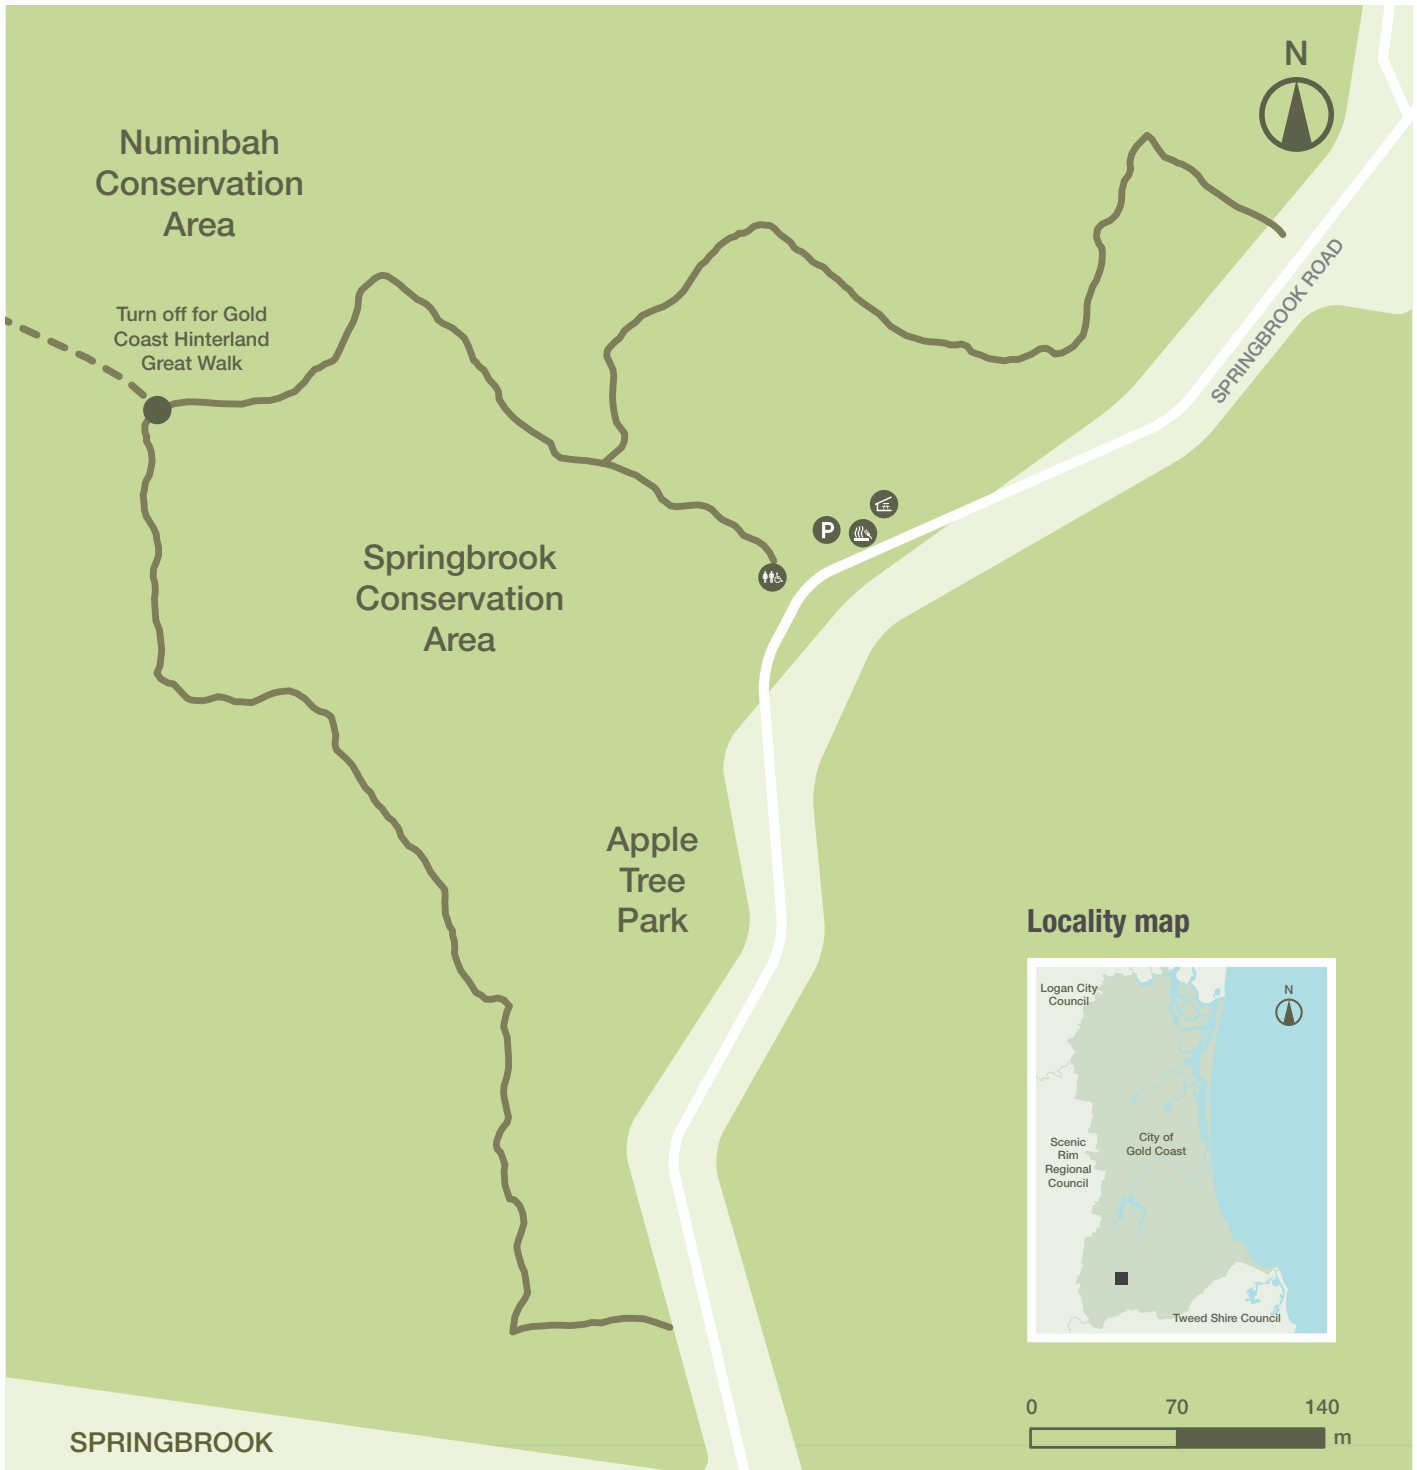 N
Numinbah
Conservation
Area
Turn off for Gold
Coast Hinterland
Great Walk
SPRINGBROOK ROAD
P
Springbrook
Conservation
Area
Apple
Tree
Park
Locality map
Logan City
Council
N
City of
Gold Coast
Scenic
Rim
Regional
Council
Tweed Shire Council
0 70 140
m
SPRINGBROOK